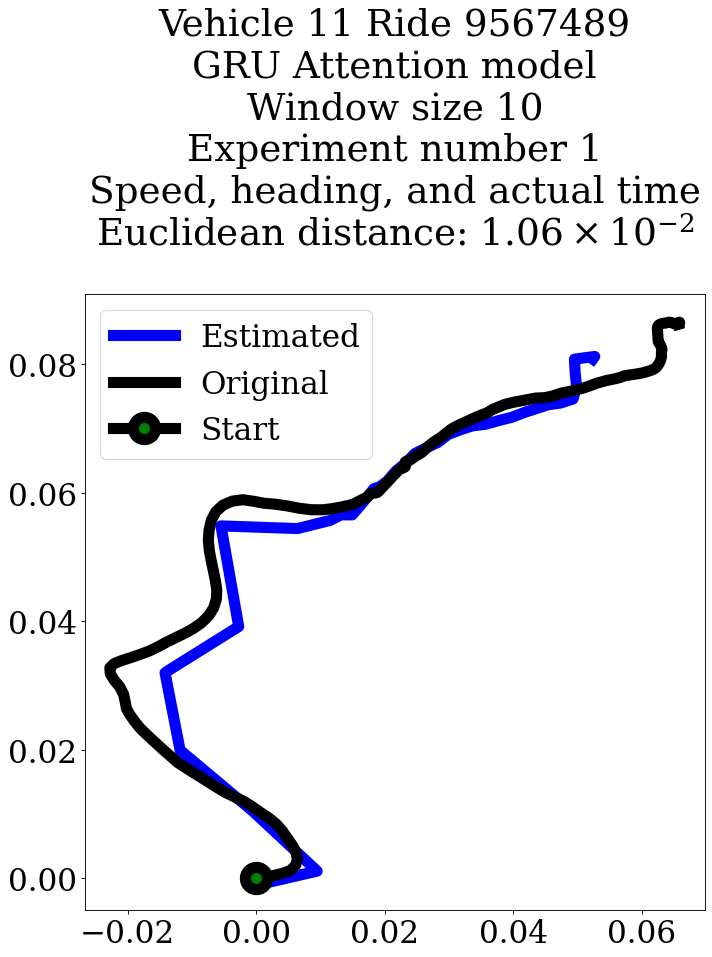 Vehicle 11 Ride 9567489
GRU Attention model
Window size 10
Experiment number 1
Speed, heading, and actual time
Euclidean distance: 1.06 × 10⁻²
Estimated
Original
Start
0.08
0.06
0.04
0.02
0.00
−0.02 0.00 0.02 0.04 0.06